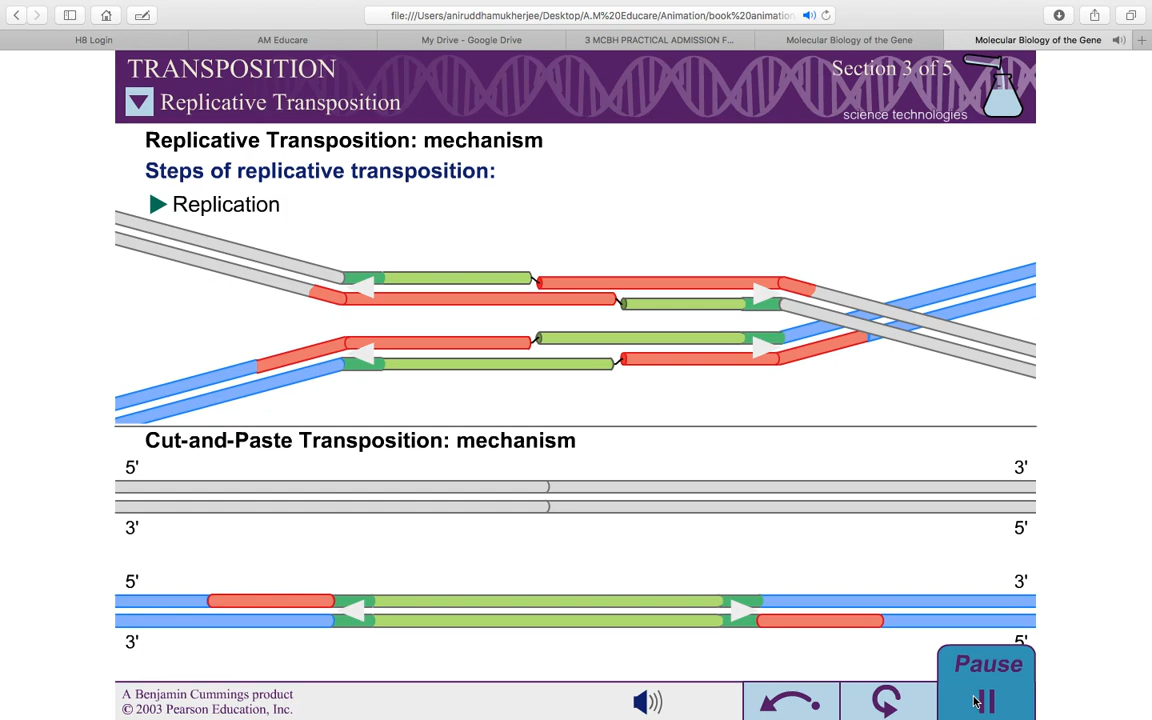 file:///Users/aniruddhamukherjee/Desktop/A.M%20Educare/Animation/book%20animation
H8 Login
AM Educare
My Drive - Google Drive
3 MCBH PRACTICAL ADMISSION F...
Molecular Biology of the Gene
Molecular Biology of the Gene
TRANSPOSITION
Section 3 of 5
Replicative Transposition
science technologies
Replicative Transposition: mechanism
Steps of replicative transposition:
Replication
Cut-and-Paste Transposition: mechanism
5' 3'
3' 5'
5' 3'
3' 5'
Pause
A Benjamin Cummings product
© 2003 Pearson Education, Inc.